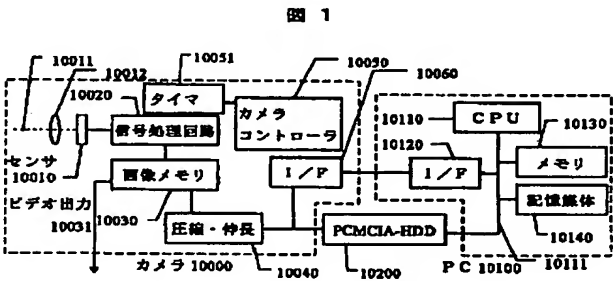 図 1
10011
10012
10020
10051
タイマ
10050
カメラ
コントローラ
10060
信号処理回路
センサ
10010
画像メモリ
ビデオ出力
10031
10030
I/F
圧縮・伸長
カメラ 10000
10040
PCMCIA-HDD
10200
10110
CPU
10120
I/F
10130
メモリ
記憶媒体
10140
PC 10100
10111